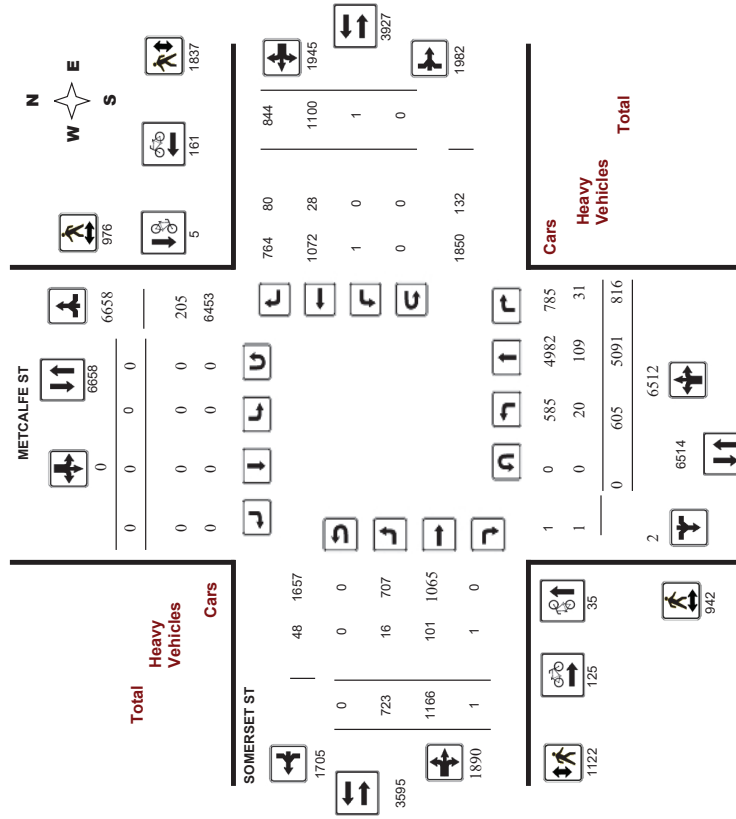 N
W E
S
METCALFE ST
976
1837
5
161
0
6658
6658
0 0 0 0
0 0 0 0 205
0 0 0 0 6453
Total
Heavy
Vehicles
Cars
SOMERSET ST
1705
48 1657
0 0 0
723 16 707
1166 101 1065
1 1 0
3595
1890
764 80 844
1072 28 1100
1 0 1
0 0 0
1850 132
1945
3927
1982
1 0 585 4982 785
1 0 20 109 31
0 605 5091 816
Cars
Heavy
Vehicles
Total
2
6512
6514
1122
125
35
942